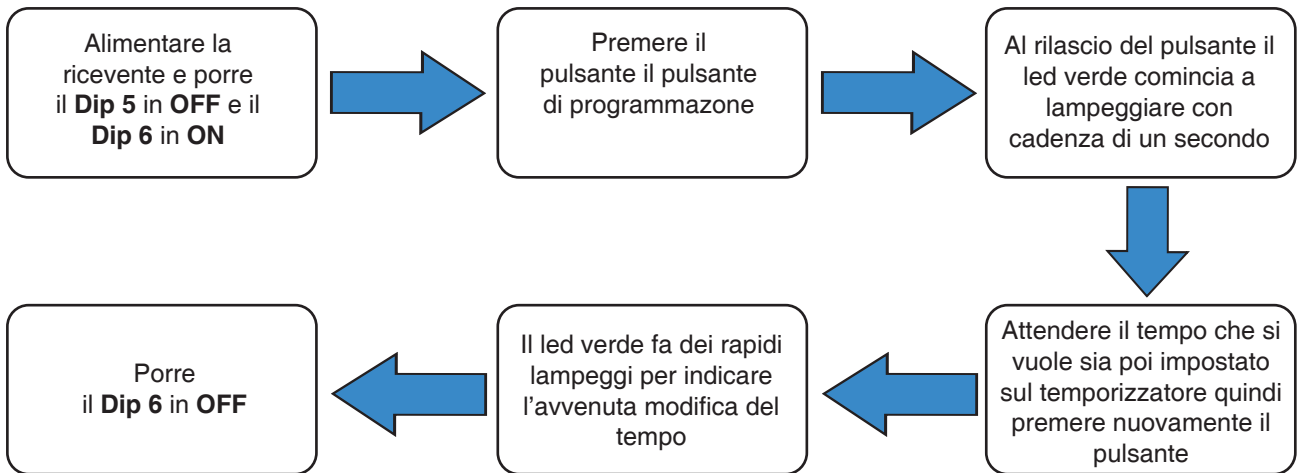 Alimentare la
ricevente e porre
il Dip 5 in OFF e il
Dip 6 in ON
Premere il
pulsante il pulsante
di programmazone
Al rilascio del pulsante il
led verde comincia a
lampeggiare con
cadenza di un secondo
Attendere il tempo che si
vuole sia poi impostato
sul temporizzatore quindi
premere nuovamente il
pulsante
Il led verde fa dei rapidi
lampeggi per indicare
l'avvenuta modifica del
tempo
Porre
il Dip 6 in OFF